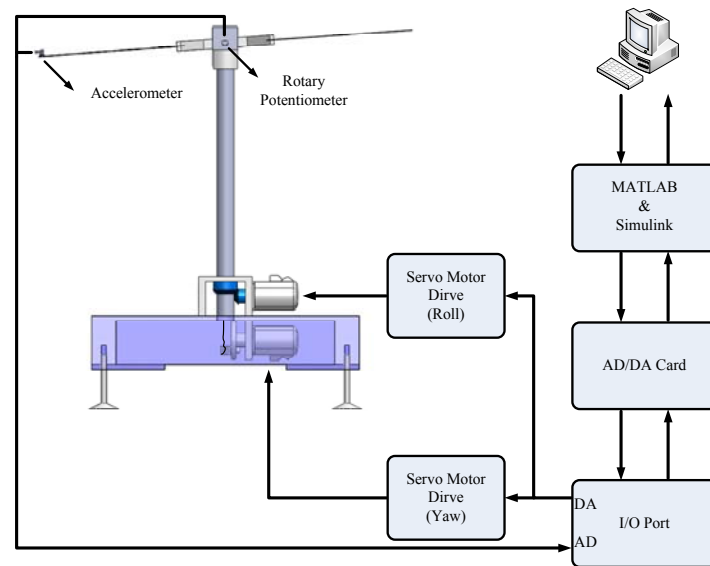 Accelerometer
Rotary
Potentiometer
MATLAB
&
Simulink
Servo Motor
Dirve
(Roll)
AD/DA Card
Servo Motor
Dirve
(Yaw)
DA
I/O Port
AD